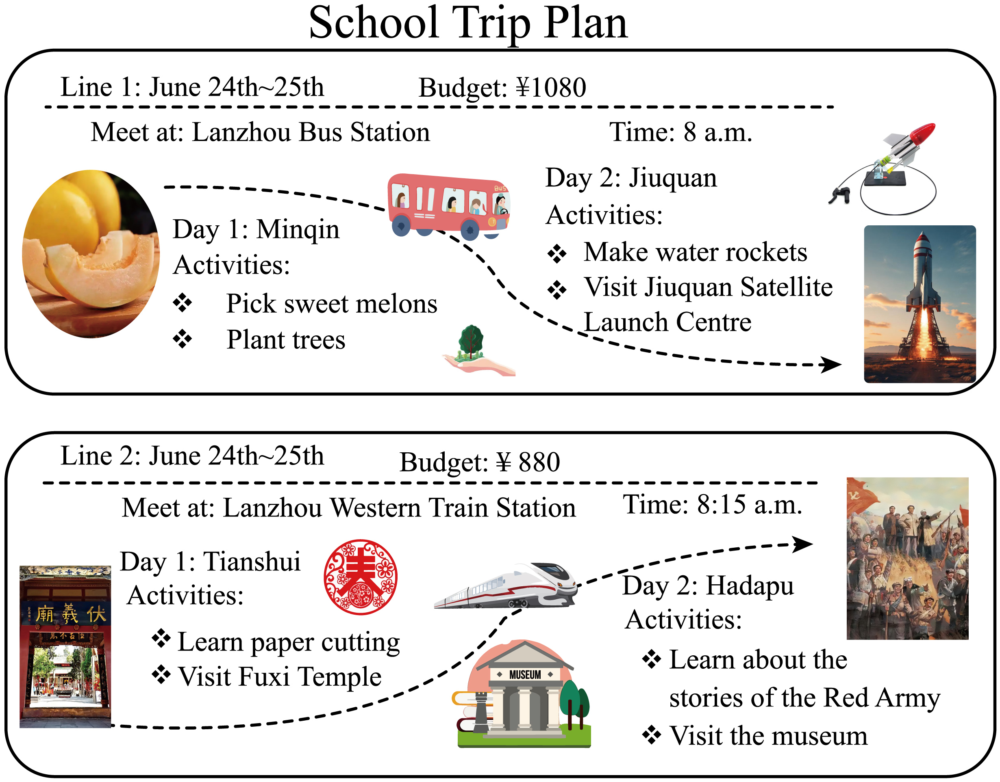 School Trip Plan
Line 1: June 24th~25th
Budget: ¥1080
Meet at: Lanzhou Bus Station
Time: 8 a.m.
Bus
Day 1: Minqin
Activities:
❖ Pick sweet melons
❖ Plant trees
Day 2: Jiuquan
Activities:
❖ Make water rockets
❖ Visit Jiuquan Satellite
Launch Centre
Line 2: June 24th~25th
Budget: ¥ 880
Meet at: Lanzhou Western Train Station
Time: 8:15 a.m.
Day 1: Tianshui
Activities:
❖ Learn paper cutting
❖ Visit Fuxi Temple
春
廟羲伏
MUSEUM
Day 2: Hadapu
Activities:
❖ Learn about the
stories of the Red Army
❖ Visit the museum